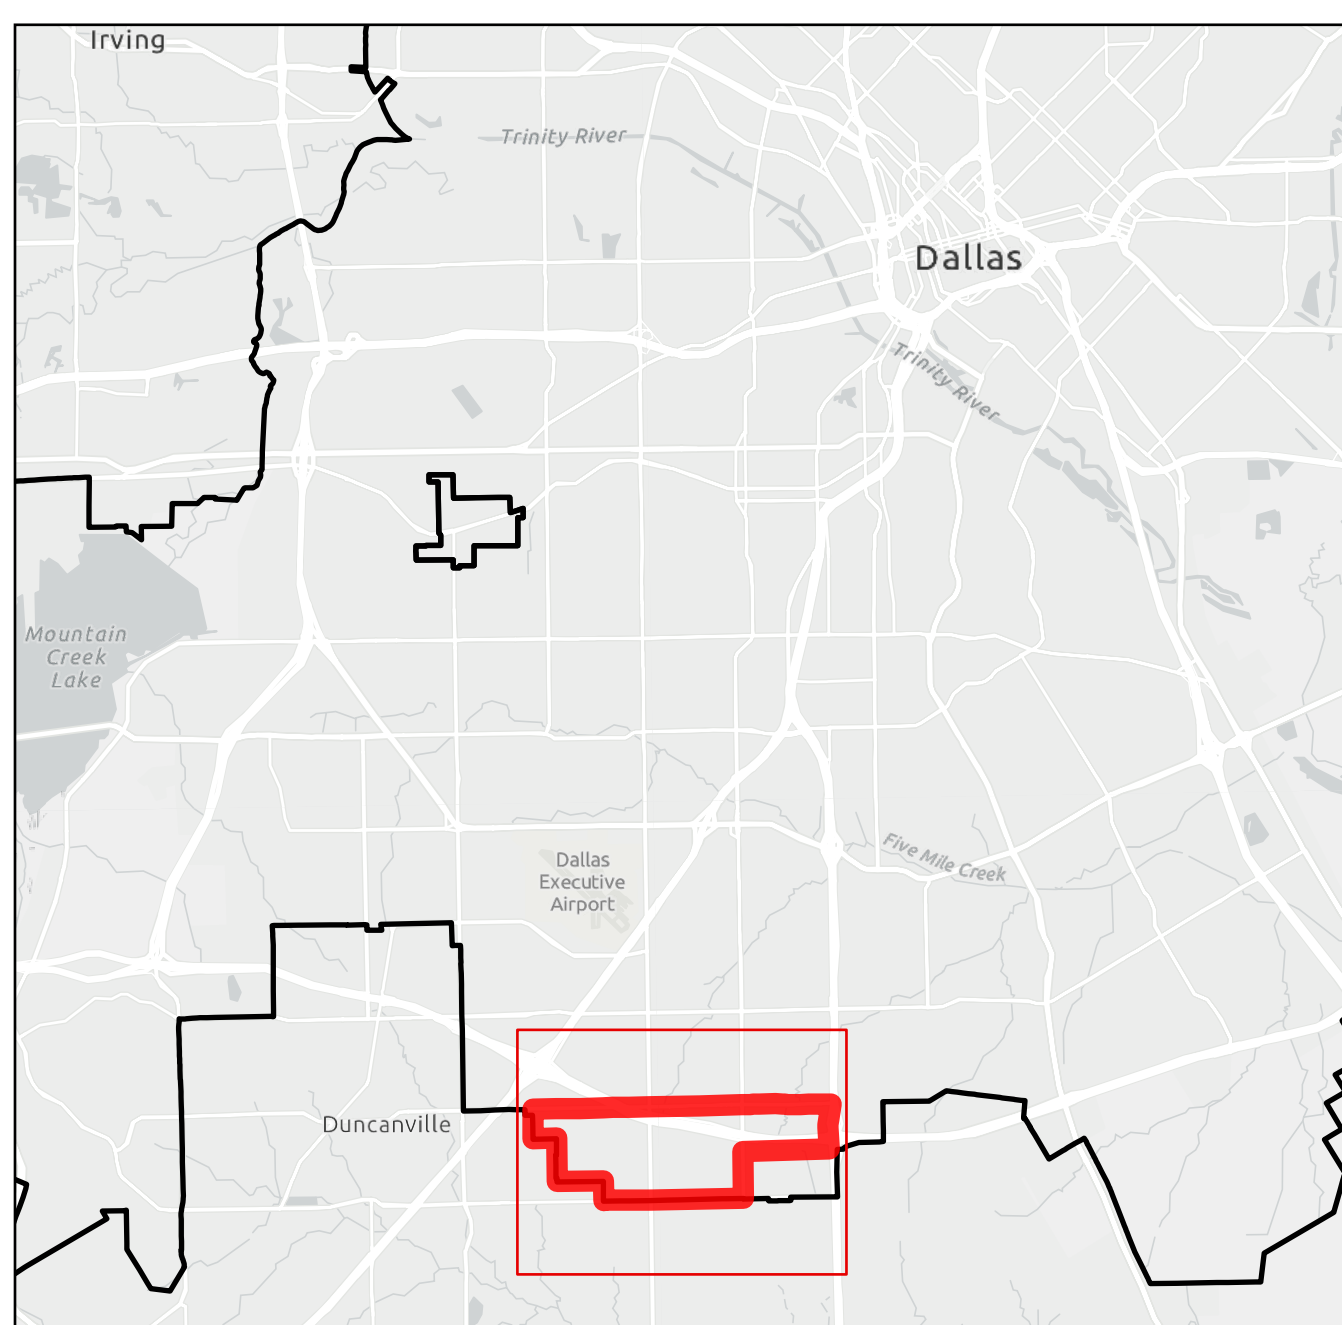 Irving
Trinity River
Dallas
Trinity River
Mountain
Creek
Lake
Five Mile Creek
Dallas
Executive
Airport
Duncanville